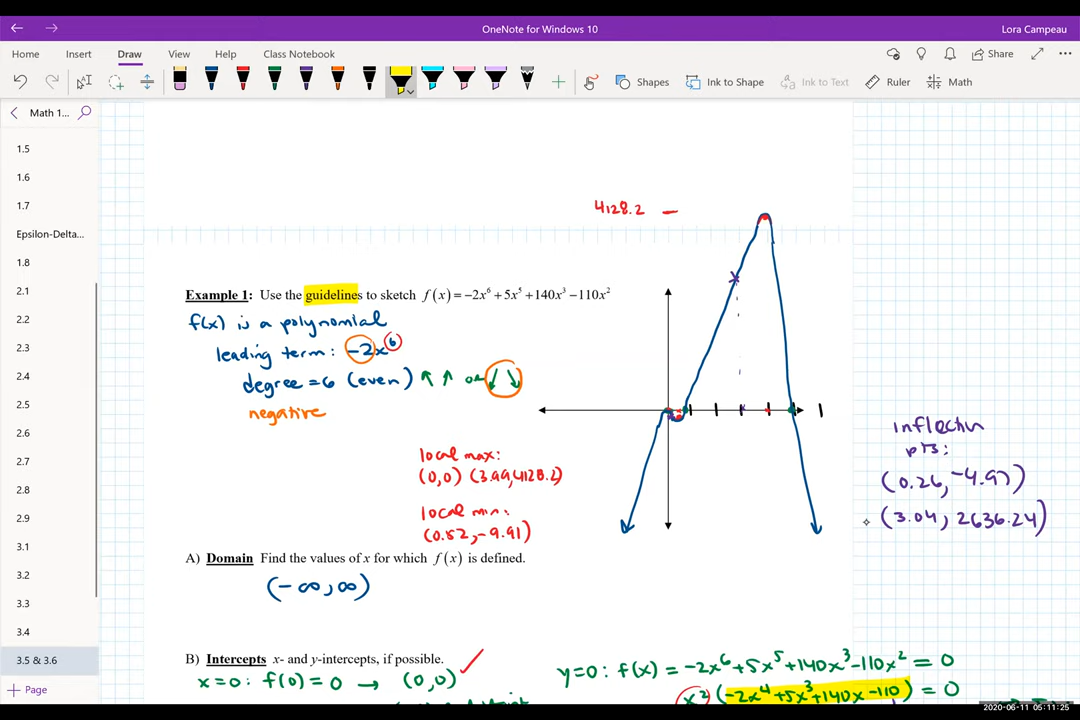 OneNote for Windows 10
Lora Campeau
Home Insert Draw View Help Class Notebook
Share
Shapes Ink to Shape Ink to Text Ruler Math
Math 1...
1.5
1.6
1.7
Epsilon-Delta...
1.8
2.1
2.3
2.4
2.5
2.6
2.7
2.8
2.9
3.1
3.2
3.3
3.4
3.5 & 3.6
Page
4128.2
Example 1: Use the guidelines to sketch f(x) = −2x⁶ + 5x⁵ + 140x³ − 110x²
f(x) is a polynomial
leading term: -2x⁶
degree = 6 (even) ↑ ↑ or ↓ ↓
negative
local max:
(0,0) (3.99,4128.2)
local min:
(0.52,-9.91)
inflection
pts:
(0.26,-4.97)
(3.04, 2636.24)
A) Domain Find the values of x for which f(x) is defined.
(-∞,∞)
B) Intercepts x- and y-intercepts, if possible.
x=0: f(0) = 0 → (0,0)
y=0: f(x) = -2x⁶+5x⁵+140x³-110x² = 0
x²(-2x⁴+5x³+140x-110) = 0
2020-06-11 05:11:25